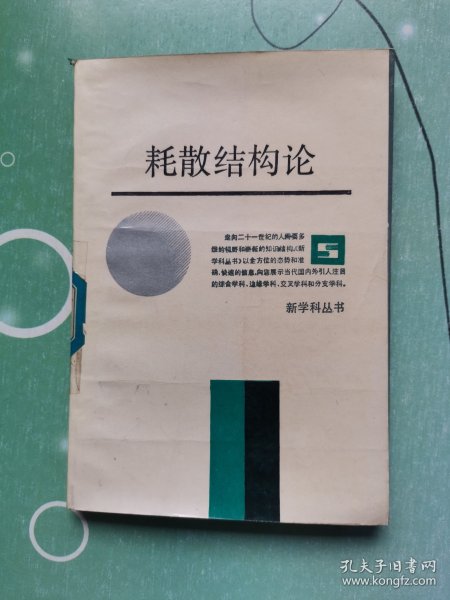 耗散结构论
走向二十一世纪的人需要多
维的视野和崭新的知识结构。《新
学科丛书》以全方位的态势和准
确、快速的信息,向您展示当代国内外引人注目
的综合学科、边缘学科、交叉学科和分支学科。
新学科丛书
孔夫子旧书网
www.kongfz.com